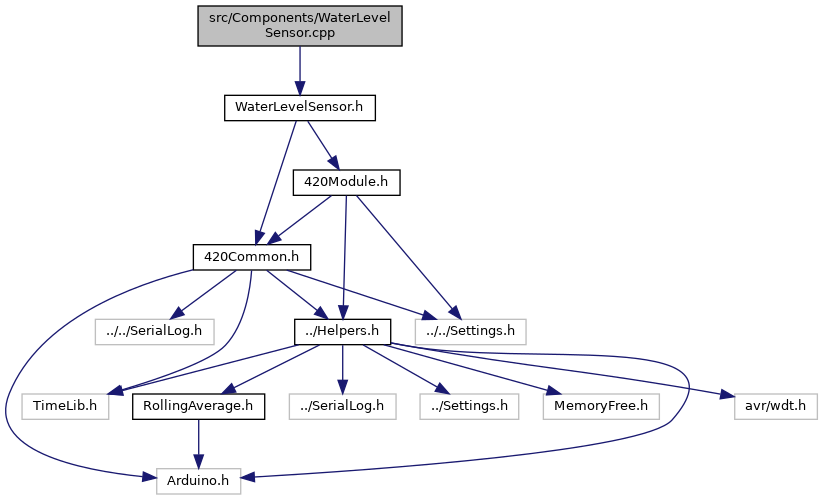 src/Components/WaterLevel
Sensor.cpp
WaterLevelSensor.h
420Module.h
420Common.h
../../SerialLog.h
../Helpers.h
../../Settings.h
TimeLib.h
RollingAverage.h
../SerialLog.h
../Settings.h
MemoryFree.h
avr/wdt.h
Arduino.h